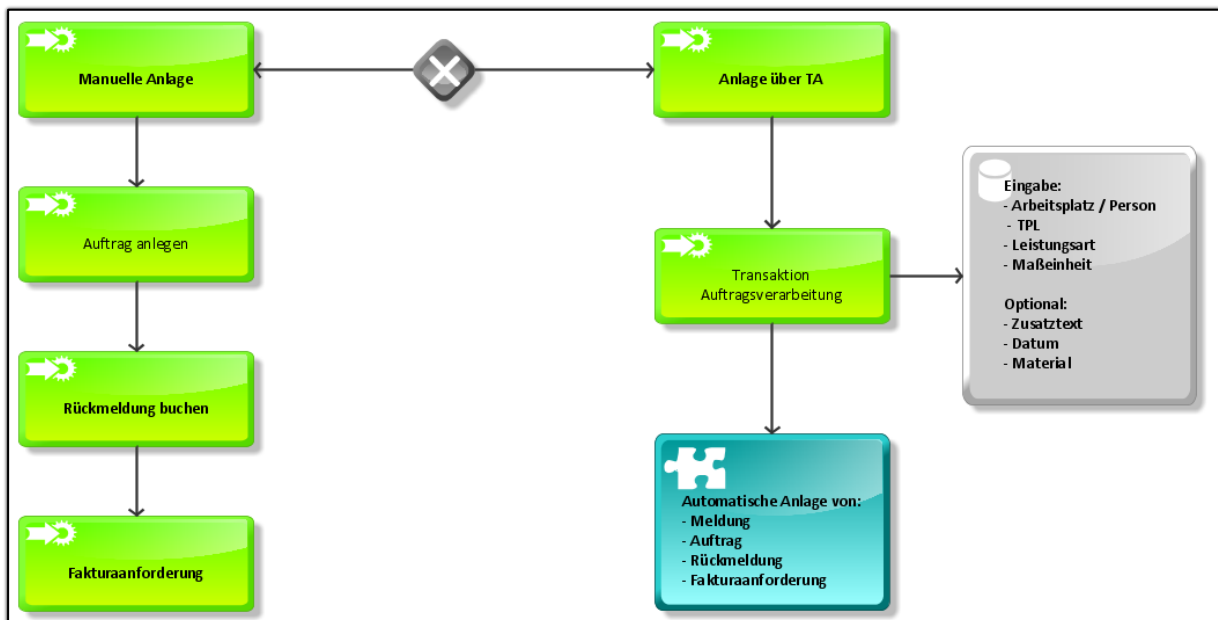 Manuelle Anlage
Anlage über TA
Auftrag anlegen
Rückmeldung buchen
Fakturaanforderung
Transaktion
Auftragsverarbeitung
Eingabe:
- Arbeitsplatz / Person
- TPL
- Leistungsart
- Maßeinheit
Optional:
- Zusatztext
- Datum
- Material
Automatische Anlage von:
- Meldung
- Auftrag
- Rückmeldung
- Fakturaanforderung